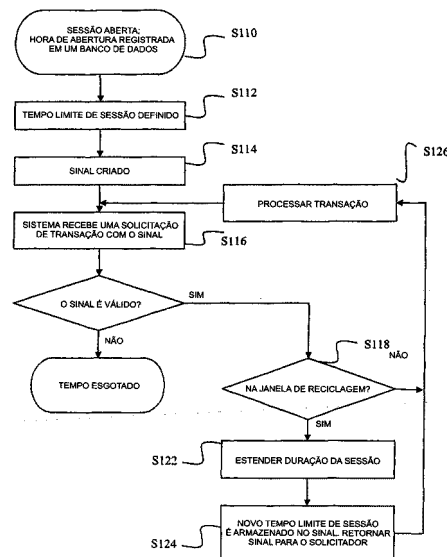 SESSÃO ABERTA;
HORA DE ABERTURA REGISTRADA
EM UM BANCO DE DADOS
S110
TEMPO LIMITE DE SESSÃO DEFINIDO
S112
SINAL CRIADO
S114
PROCESSAR TRANSAÇÃO
S126
SISTEMA RECEBE UMA SOLICITAÇÃO
DE TRANSAÇÃO COM O SINAL
S116
O SINAL É VÁLIDO?
SIM
NÃO
TEMPO ESGOTADO
S118
NA JANELA DE RECICLAGEM?
NÃO
SIM
S122
ESTENDER DURAÇÃO DA SESSÃO
S124
NOVO TEMPO LIMITE DE SESSÃO
É ARMAZENADO NO SINAL. RETORNAR
SINAL PARA O SOLICITADOR